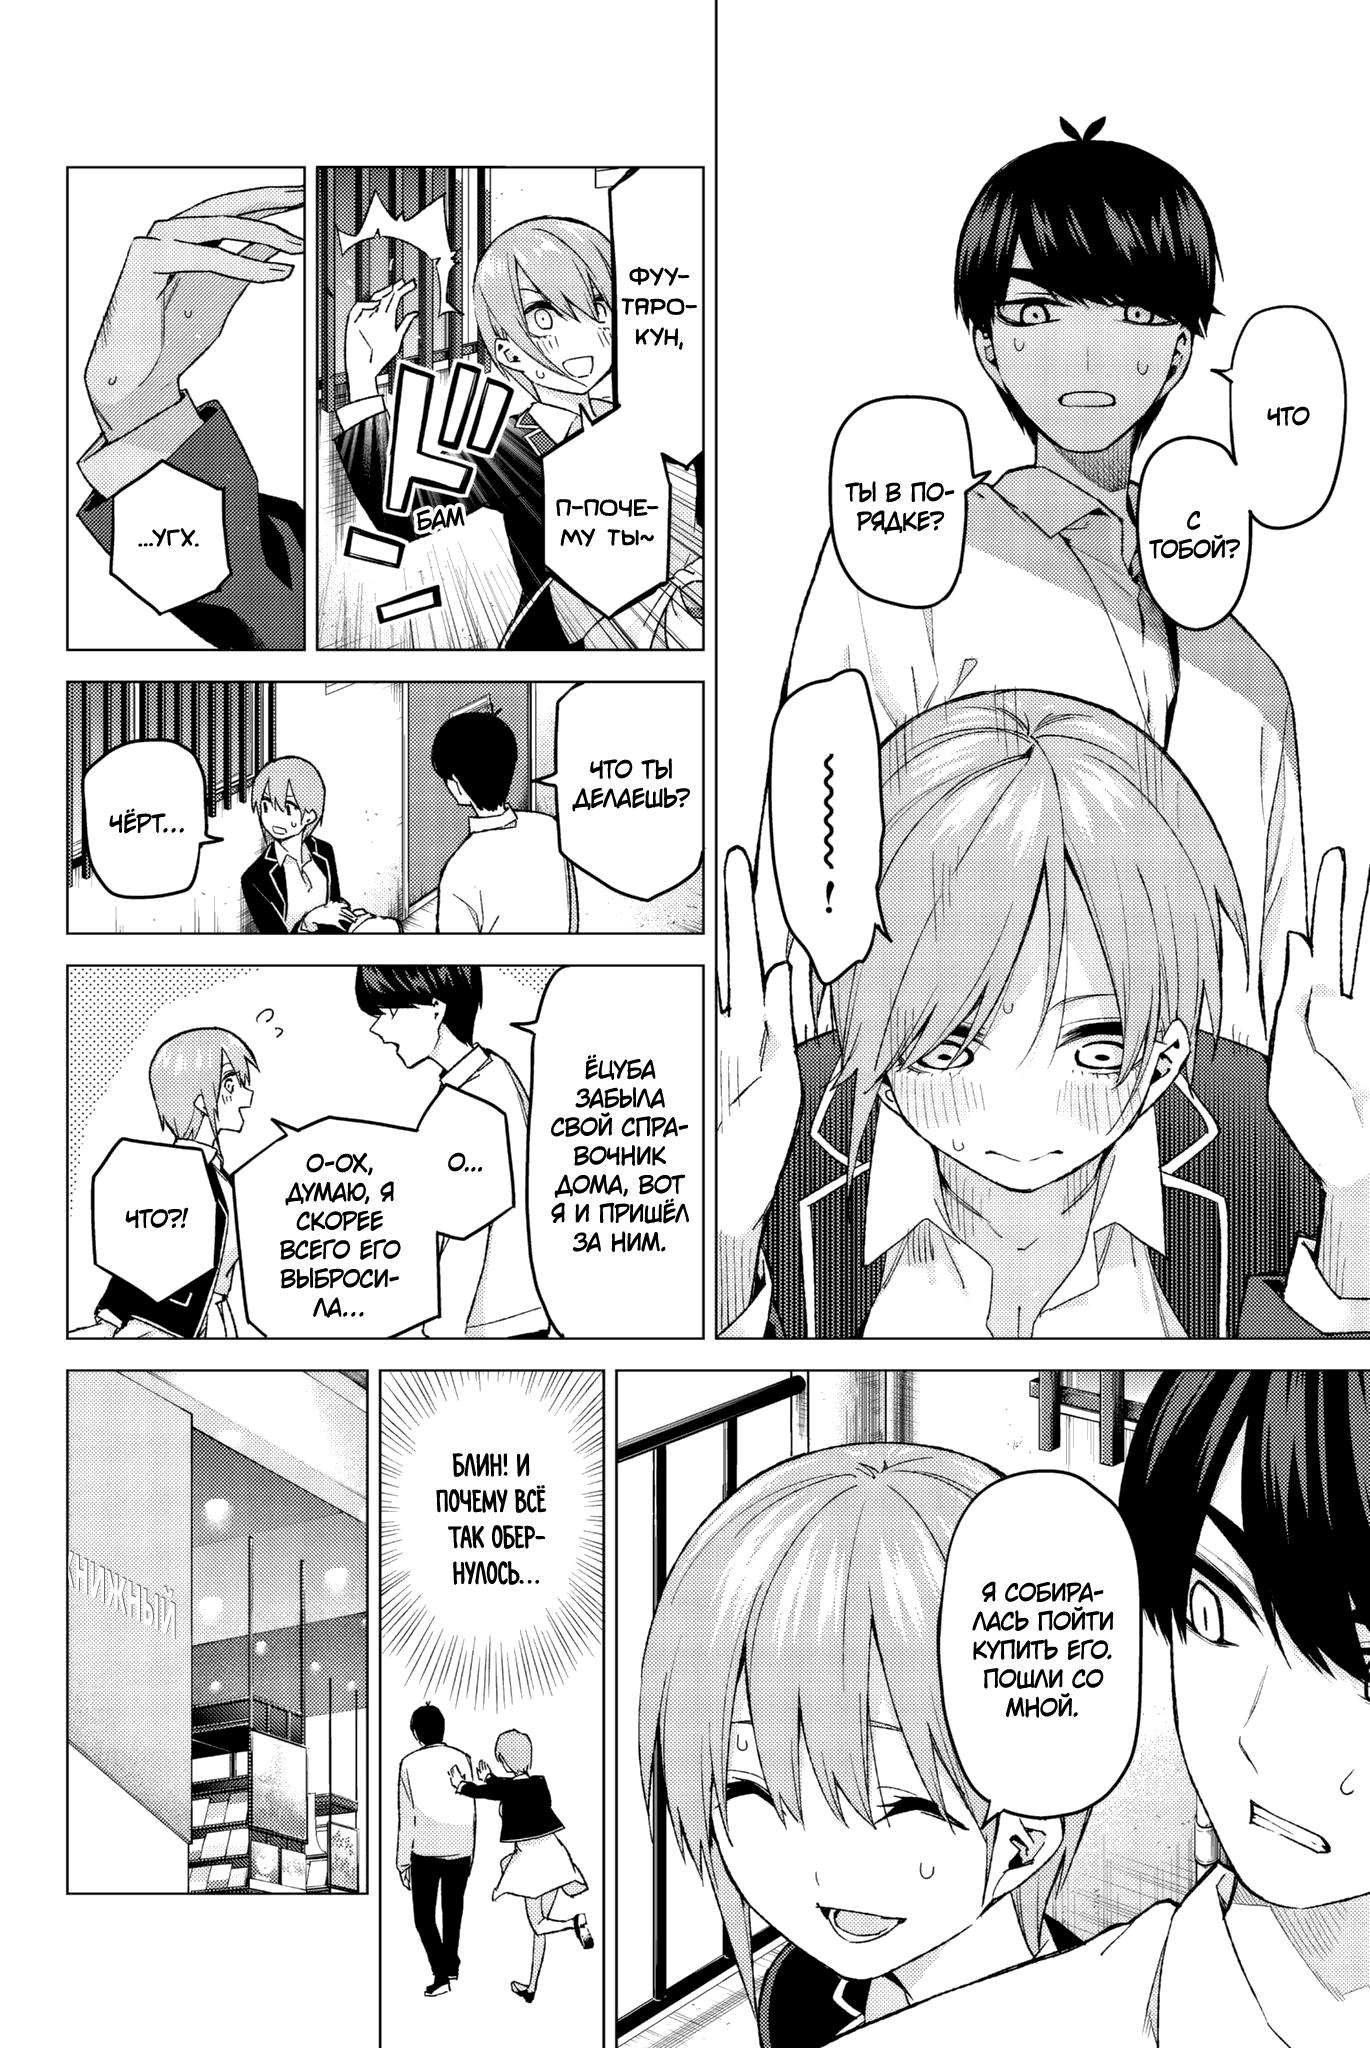 ЧТО
С
ТОБОЙ?
ТЫ В ПО-
РЯДКЕ?
!
ФУУ-
ТАРО-
КУН,
П-ПОЧЕ-
МУ ТЫ~
ド
ン
БАМ
...УГХ.
ЧТО ТЫ
ДЕЛАЕШЬ?
ЧЁРТ...
ЁЦУБА
ЗАБЫЛА
СВОЙ СПРА-
ВОЧНИК
ДОМА, ВОТ
Я И ПРИШЁЛ
ЗА НИМ.
О...
О-ОХ,
ДУМАЮ, Я
СКОРЕЕ
ВСЕГО ЕГО
ВЫБРОСИ-
ЛА...
ЧТО?!
Я СОБИРА-
ЛАСЬ ПОЙТИ
КУПИТЬ ЕГО.
ПОШЛИ СО
МНОЙ.
БЛИН! И
ПОЧЕМУ ВСЁ
ТАК ОБЕР-
НУЛОСЬ...
КНИЖНЫЙ